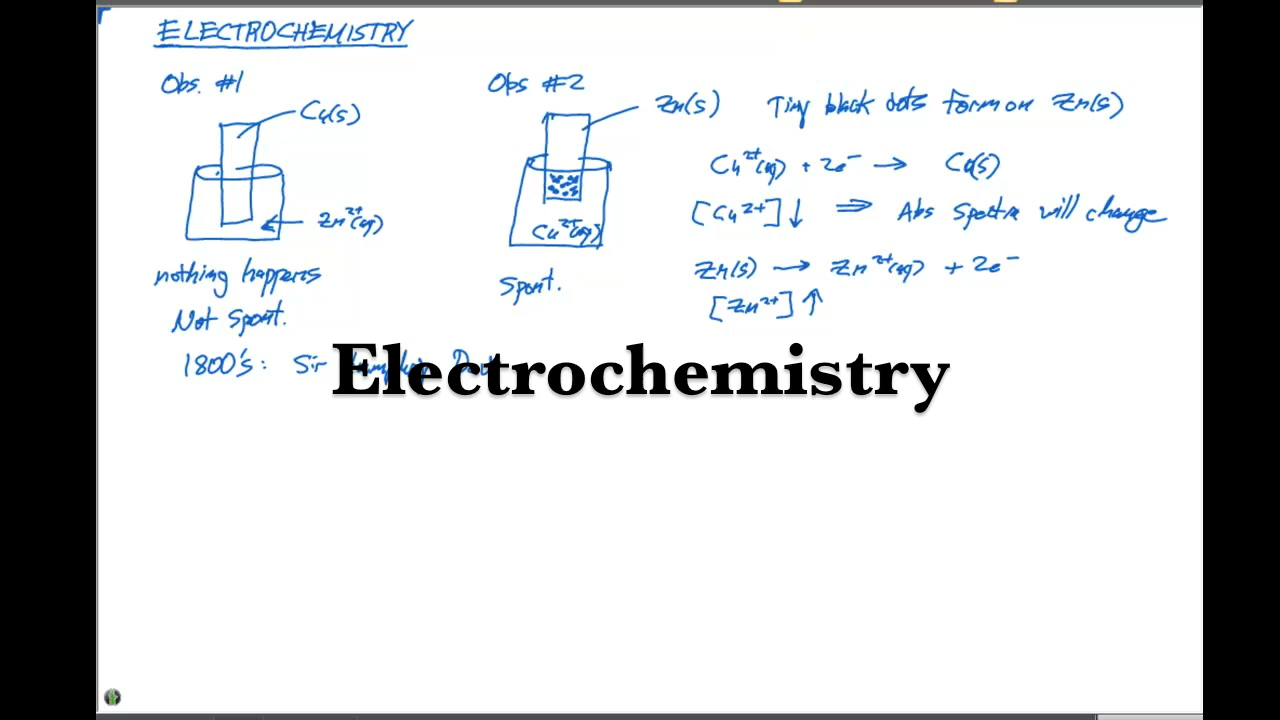 ELECTROCHEMISTRY
Obs. #1
Cu(s)
Zn²⁺(aq)
nothing happens
Not Spont.
1800's: Sir
Obs #2
Zn(s)
Cu²⁺(aq)
Spont.
Tiny black dots form on Zn(s)
Cu²⁺(aq) + 2e⁻ → Cu(s)
[Cu²⁺]↓ ⇒ Abs Spectra will change
Zn(s) → Zn²⁺(aq) + 2e⁻
[Zn²⁺]↑
Electrochemistry